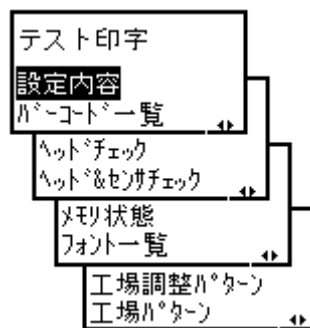 テスト印字
設定内容
ﾊﾞｰｺｰﾄﾞ一覧
ﾍｯﾄﾞﾁｪｯｸ
ﾍｯﾄﾞ&ｾﾝｻﾁｪｯｸ
ﾒﾓﾘ状態
ﾌｫﾝﾄ一覧
工場調整ﾊﾟﾀｰﾝ
工場ﾊﾟﾀｰﾝ